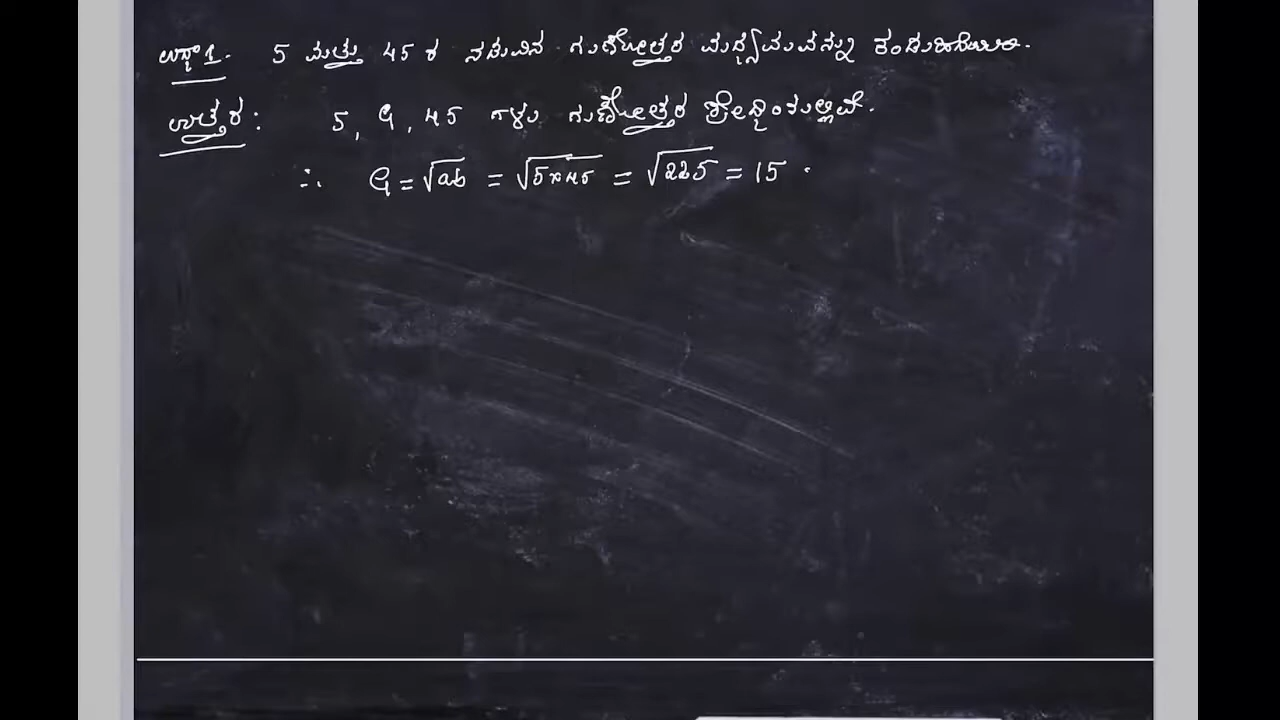 ಉದಾ 1. 5 ಮತ್ತು 45 ರ ನಡುವಿನ ಗುಣೋತ್ತರ ಮಧ್ಯಮವನ್ನು ಕಂಡುಹಿಡಿಯಿರಿ.
ಉತ್ತರ: 5, G, 45 ಗಳು ಗುಣೋತ್ತರ ಶ್ರೇಢಿಯಲ್ಲಿವೆ.
∴ G = √ab = √5×45 = √225 = 15.